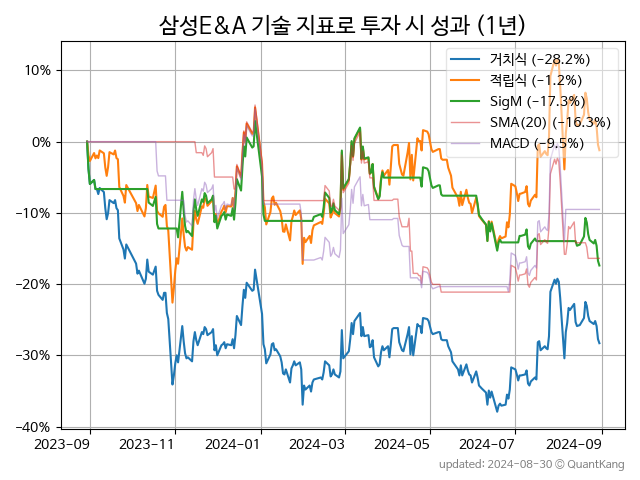 삼성E&A 기술 지표로 투자 시 성과 (1년)
거치식 (−28.2%)
적립식 (−1.2%)
SigM (−17.3%)
SMA(20) (−16.3%)
MACD (−9.5%)
10%
0%
−10%
−20%
−30%
−40%
2023-09 2023-11 2024-01 2024-03 2024-05 2024-07 2024-09
updated: 2024-08-30 © QuantKang